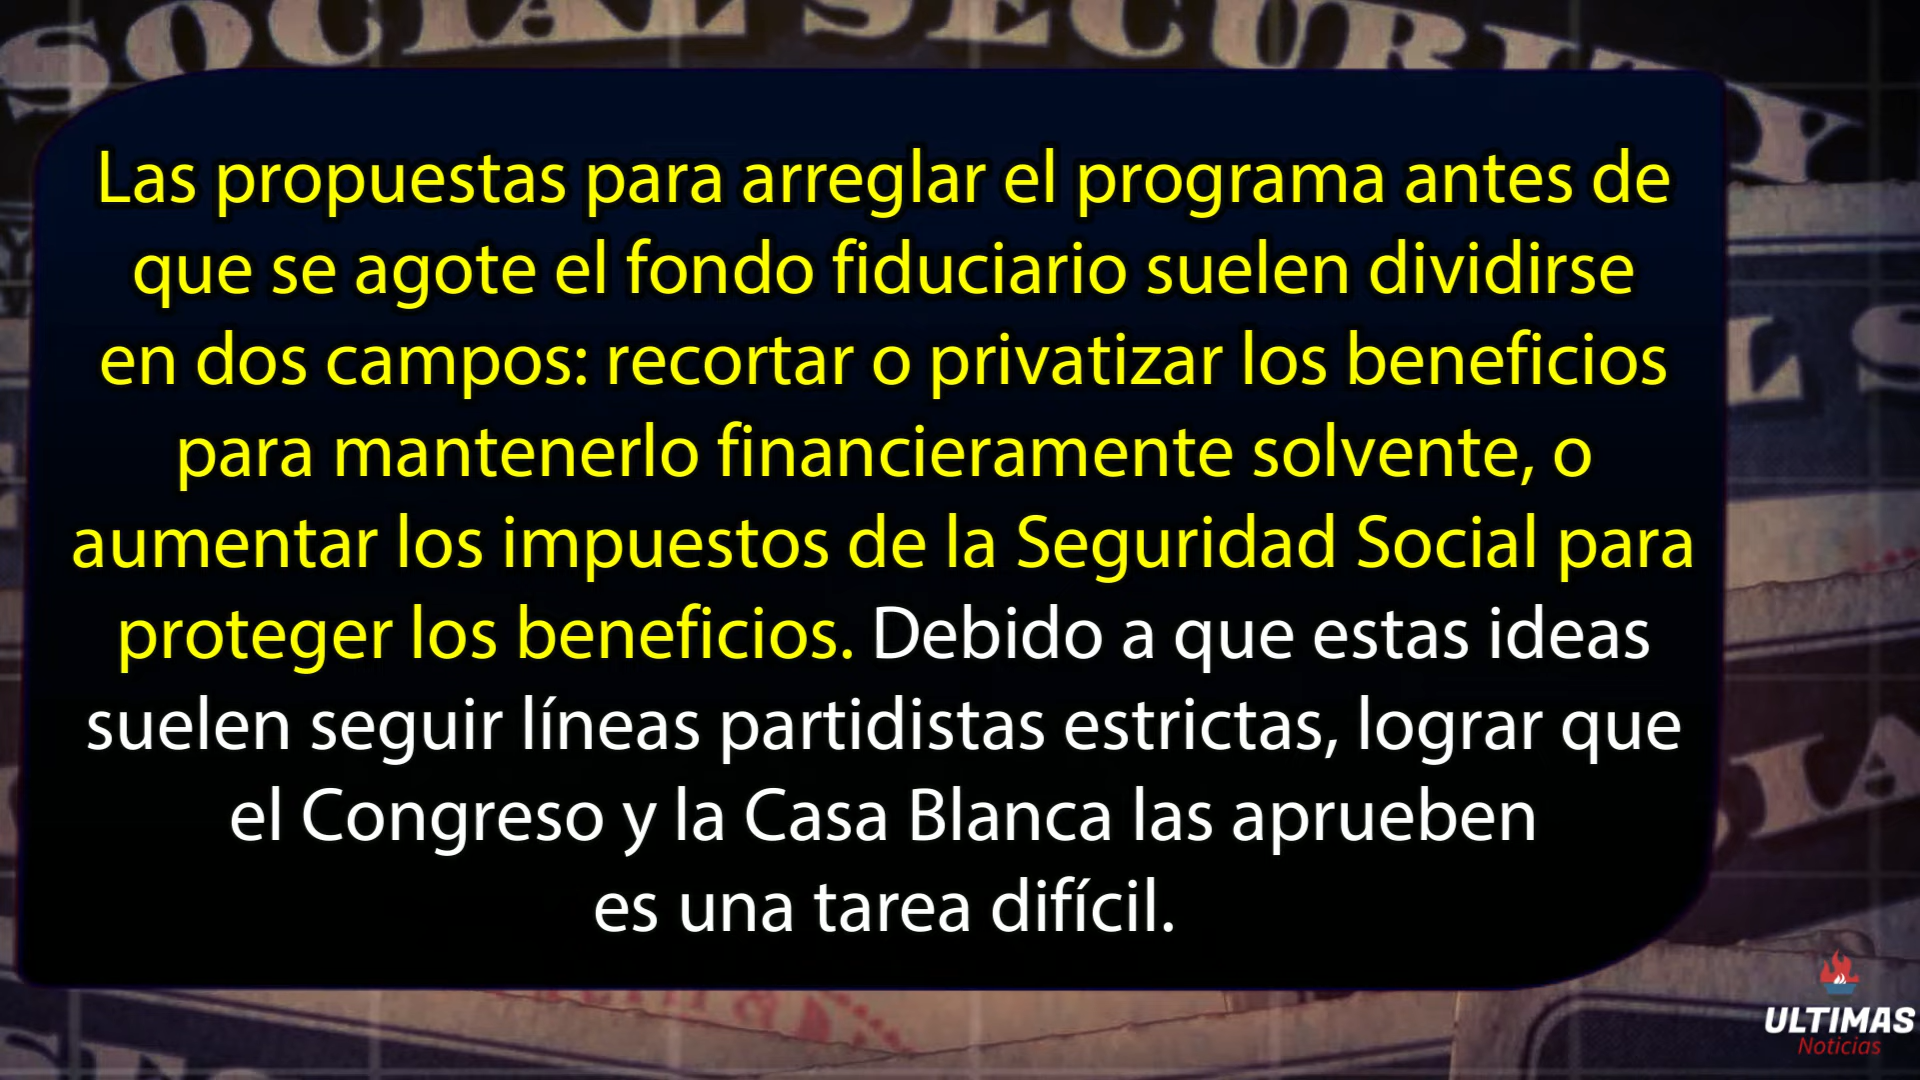 SOCIAL SECURITY
Las propuestas para arreglar el programa antes de
que se agote el fondo fiduciario suelen dividirse
en dos campos: recortar o privatizar los beneficios
para mantenerlo financieramente solvente, o
aumentar los impuestos de la Seguridad Social para
proteger los beneficios. Debido a que estas ideas
suelen seguir líneas partidistas estrictas, lograr que
el Congreso y la Casa Blanca las aprueben
es una tarea difícil.
ULTIMAS
Noticias